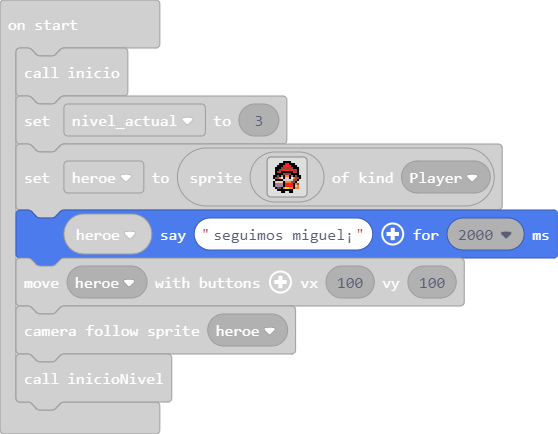 on start
call inicio
set nivel_actual to 3
set heroe to sprite of kind Player
heroe say "seguimos miguel¡" for 2000 ms
move heroe with buttons vx 100 vy 100
camera follow sprite heroe
call inicioNivel